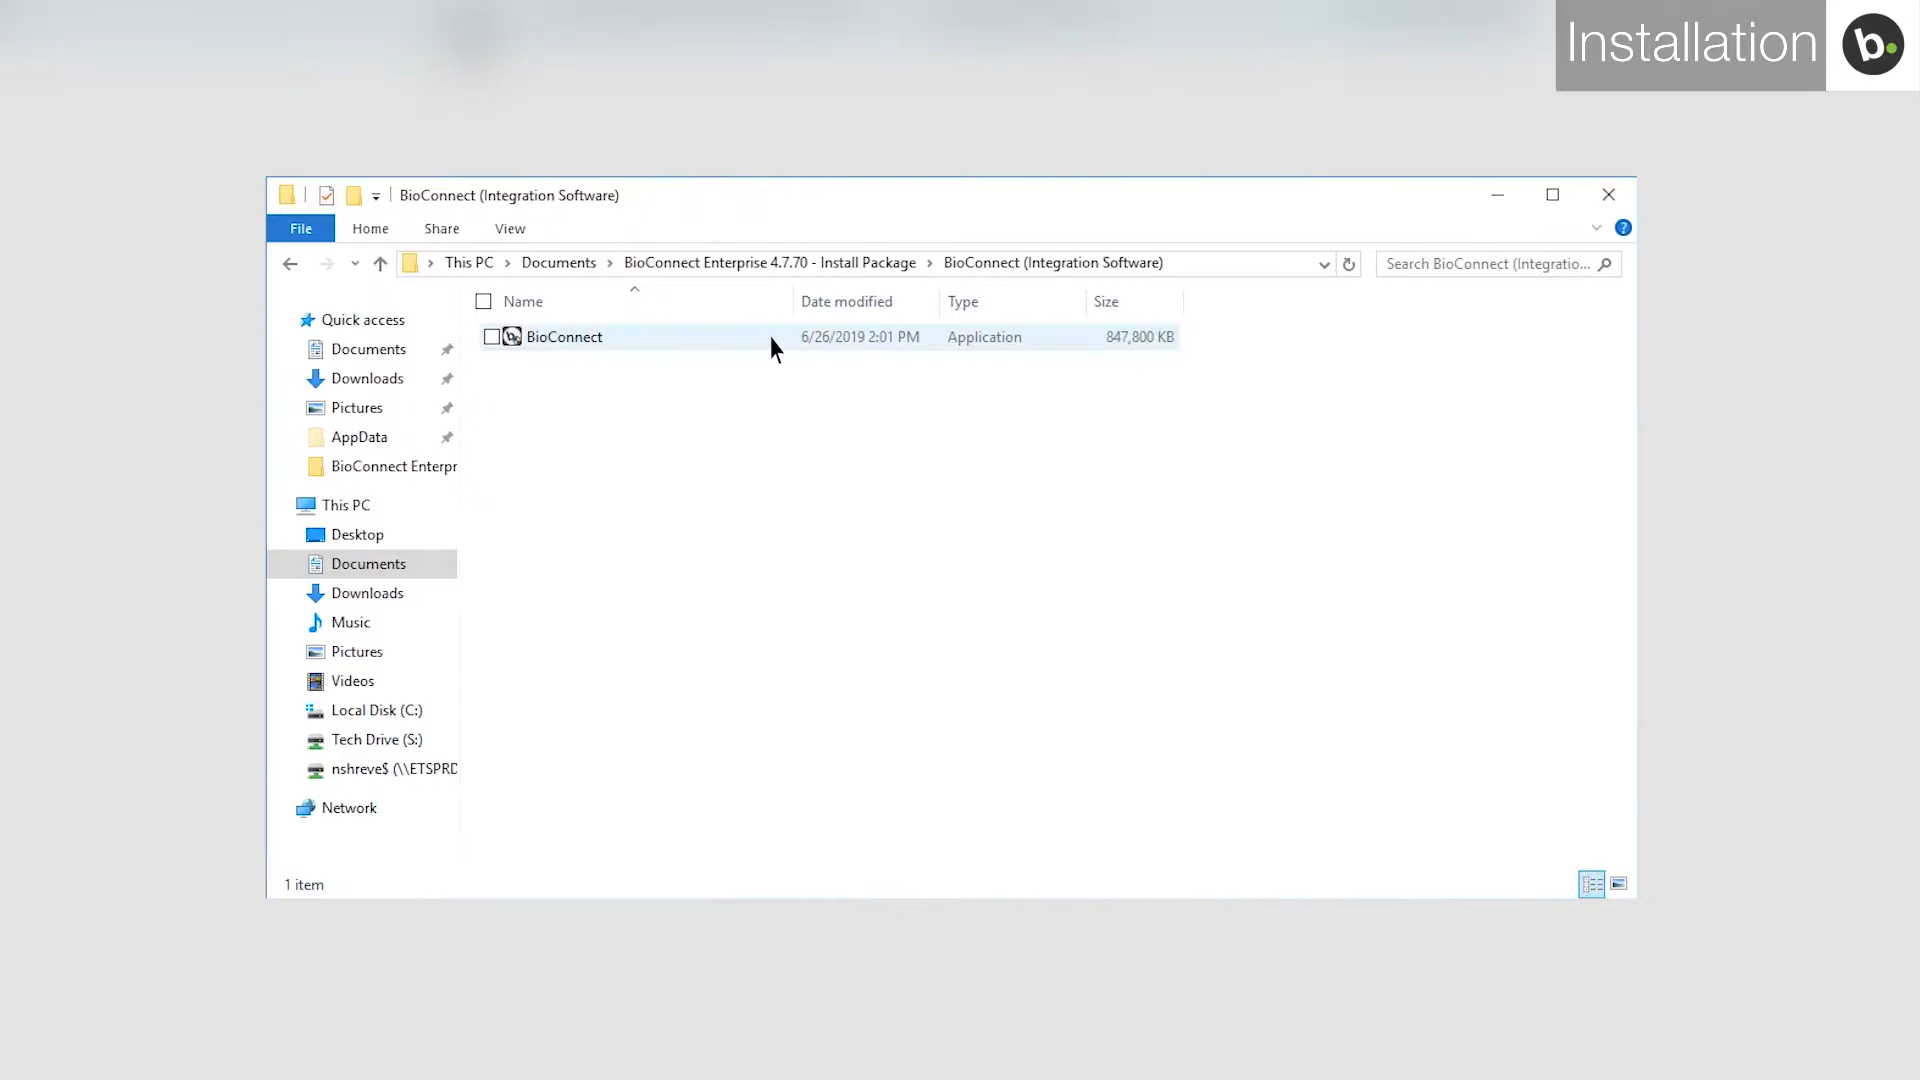 Installation
b.
BioConnect (Integration Software)
File Home Share View
This PC > Documents > BioConnect Enterprise 4.7.70 - Install Package > BioConnect (Integration Software)
Search BioConnect (Integratio...
Name Date modified Type Size
BioConnect 6/26/2019 2:01 PM Application 847,800 KB
Quick access
Documents
Downloads
Pictures
AppData
BioConnect Enterpr
This PC
Desktop
Documents
Downloads
Music
Pictures
Videos
Local Disk (C:)
Tech Drive (S:)
nshreve$ (\\ETSPRD
Network
1 item